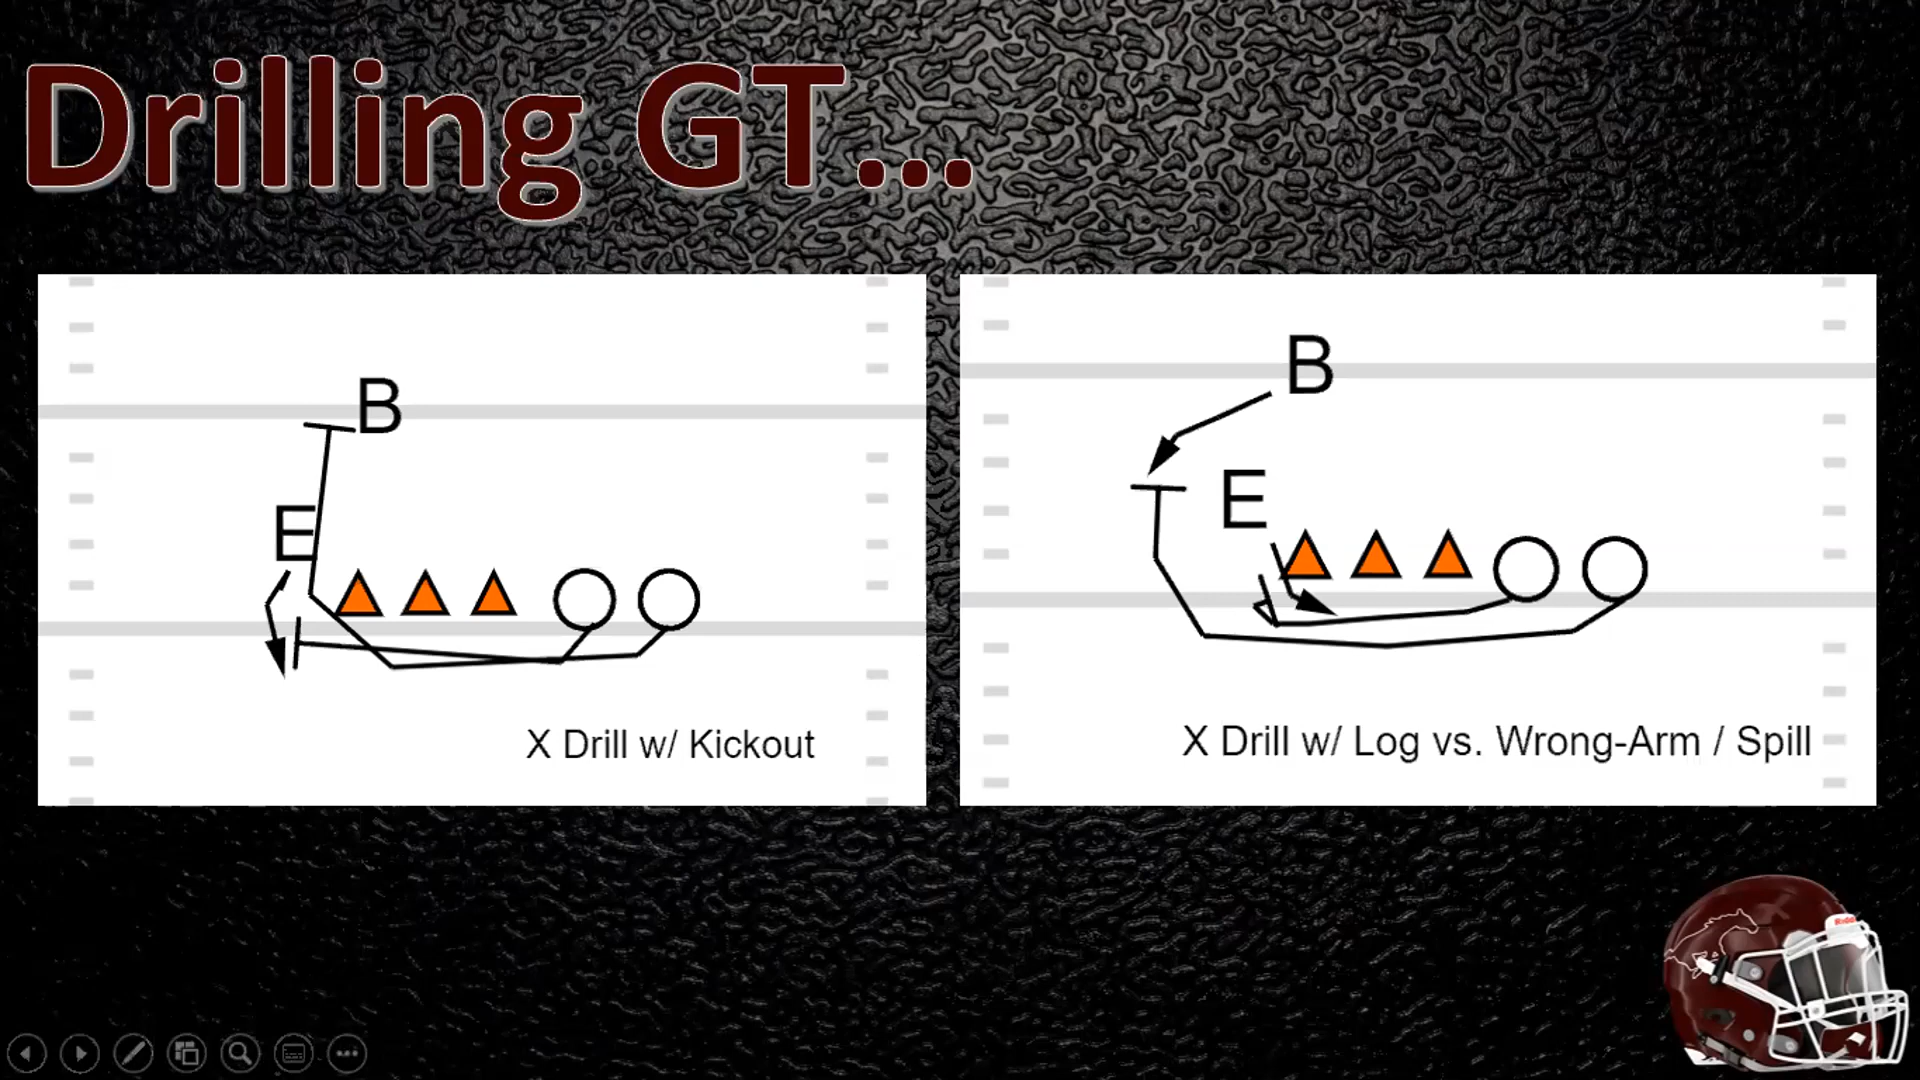 Drilling GT...
B
E
X Drill w/ Kickout
B
E
X Drill w/ Log vs. Wrong-Arm / Spill